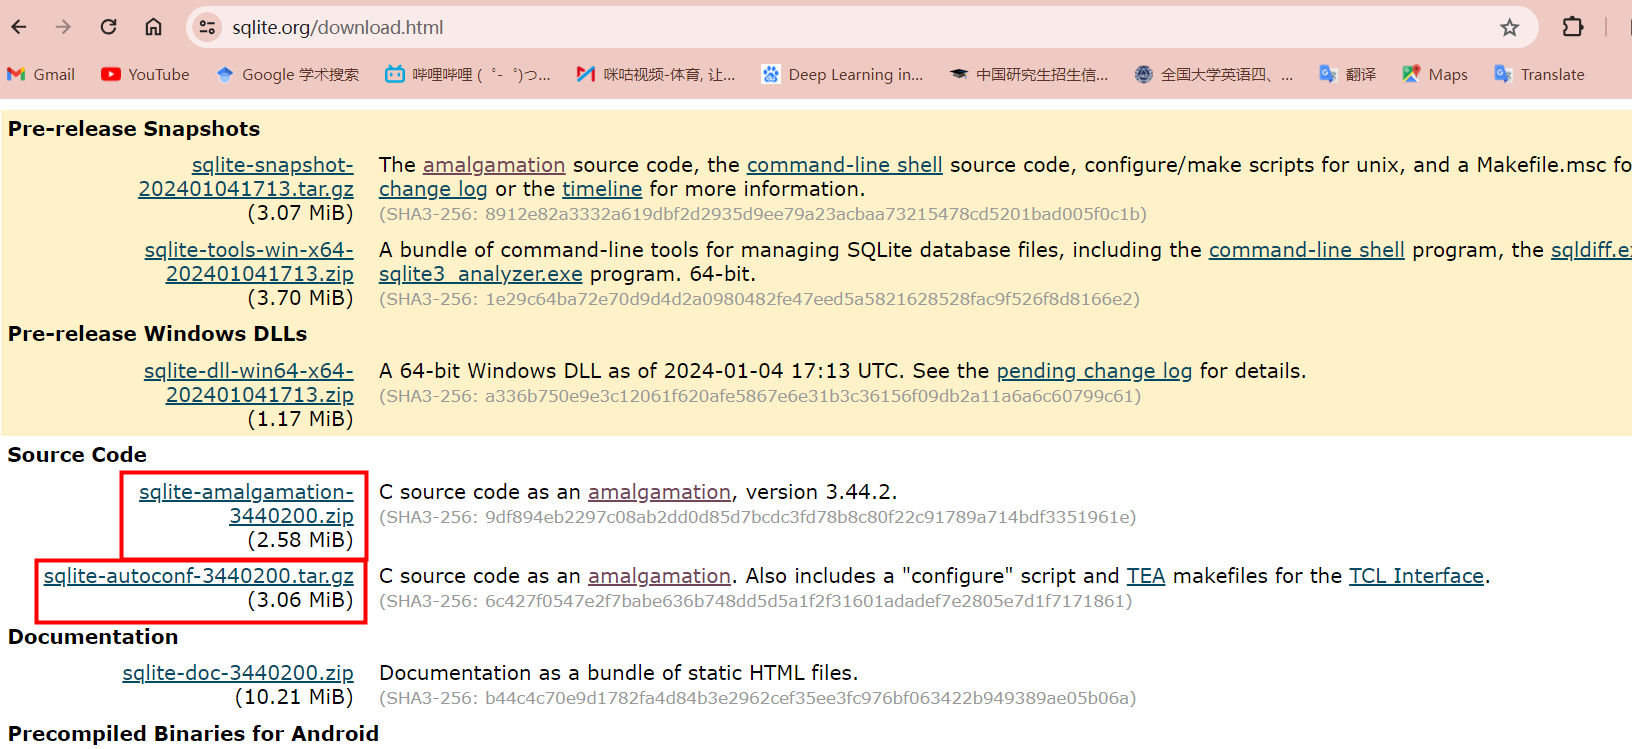 sqlite.org/download.html
Gmail YouTube Google 学术搜索 哔哩哔哩 (゜-゜)つ... 咪咕视频-体育, 让... Deep Learning in... 中国研究生招生信... 全国大学英语四、... 翻译 Maps Translate
Pre-release Snapshots
sqlite-snapshot-
202401041713.tar.gz
(3.07 MiB)
The amalgamation source code, the command-line shell source code, configure/make scripts for unix, and a Makefile.msc fo
change log or the timeline for more information.
(SHA3-256: 8912e82a3332a619dbf2d2935d9ee79a23acbaa73215478cd5201bad005f0c1b)
sqlite-tools-win-x64-
202401041713.zip
(3.70 MiB)
A bundle of command-line tools for managing SQLite database files, including the command-line shell program, the sqldiff.ex
sqlite3_analyzer.exe program. 64-bit.
(SHA3-256: 1e29c64ba72e70d9d4d2a0980482fe47eed5a5821628528fac9f526f8d8166e2)
Pre-release Windows DLLs
sqlite-dll-win64-x64-
202401041713.zip
(1.17 MiB)
A 64-bit Windows DLL as of 2024-01-04 17:13 UTC. See the pending change log for details.
(SHA3-256: a336b750e9e3c12061f620afe5867e6e31b3c36156f09db2a11a6a6c60799c61)
Source Code
sqlite-amalgamation-
3440200.zip
(2.58 MiB)
C source code as an amalgamation, version 3.44.2.
(SHA3-256: 9df894eb2297c08ab2dd0d85d7bcdc3fd78b8c80f22c91789a714bdf3351961e)
sqlite-autoconf-3440200.tar.gz
(3.06 MiB)
C source code as an amalgamation. Also includes a "configure" script and TEA makefiles for the TCL Interface.
(SHA3-256: 6c427f0547e2f7babe636b748dd5d5a1f2f31601adadef7e2805e7d1f7171861)
Documentation
sqlite-doc-3440200.zip
(10.21 MiB)
Documentation as a bundle of static HTML files.
(SHA3-256: b44c4c70e9d1782fa4d84b3e2962cef35ee3fc976bf063422b949389ae05b06a)
Precompiled Binaries for Android